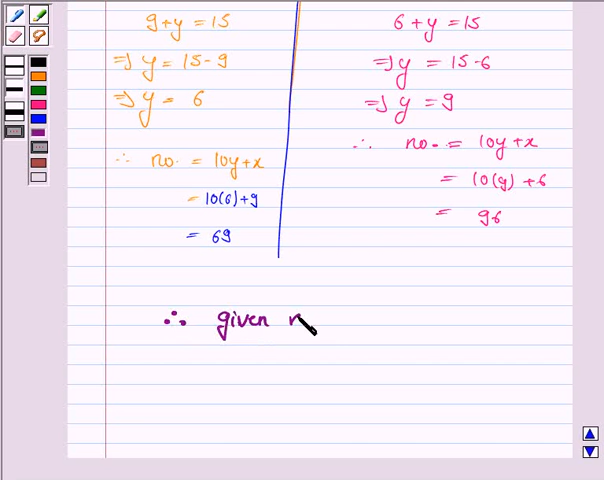 9+y = 15
⇒ y = 15-9
⇒ y = 6
∴ no. = 10y+x
= 10(6)+9
= 69
6+y = 15
⇒ y = 15-6
⇒ y = 9
∴ no. = 10y+x
= 10(9)+6
= 96
∴ given n